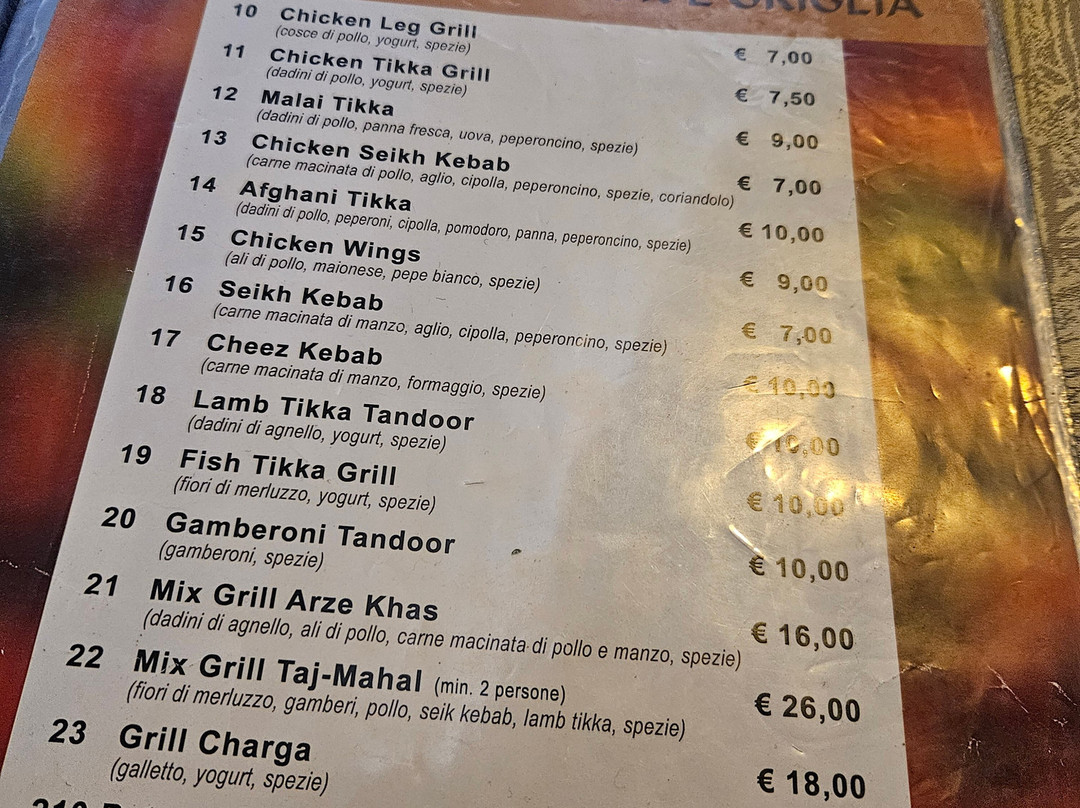 E GRIGLIA
10 Chicken Leg Grill € 7,00
(cosce di pollo, yogurt, spezie)
11 Chicken Tikka Grill € 7,50
(dadini di pollo, yogurt, spezie)
12 Malai Tikka € 9,00
(dadini di pollo, panna fresca, uova, peperoncino, spezie)
13 Chicken Seikh Kebab € 7,00
(carne macinata di pollo, aglio, cipolla, peperoncino, spezie, coriandolo)
14 Afghani Tikka € 10,00
(dadini di pollo, peperoni, cipolla, pomodoro, panna, peperoncino, spezie)
15 Chicken Wings € 9,00
(ali di pollo, maionese, pepe bianco, spezie)
16 Seikh Kebab € 7,00
(carne macinata di manzo, aglio, cipolla, peperoncino, spezie)
17 Cheez Kebab € 10,00
(carne macinata di manzo, formaggio, spezie)
18 Lamb Tikka Tandoor € 10,00
(dadini di agnello, yogurt, spezie)
19 Fish Tikka Grill € 10,00
(fiori di merluzzo, yogurt, spezie)
20 Gamberoni Tandoor € 10,00
(gamberoni, spezie)
21 Mix Grill Arze Khas € 16,00
(dadini di agnello, ali di pollo, carne macinata di pollo e manzo, spezie)
22 Mix Grill Taj-Mahal (min. 2 persone) € 26,00
(fiori di merluzzo, gamberi, pollo, seik kebab, lamb tikka, spezie)
23 Grill Charga € 18,00
(galletto, yogurt, spezie)